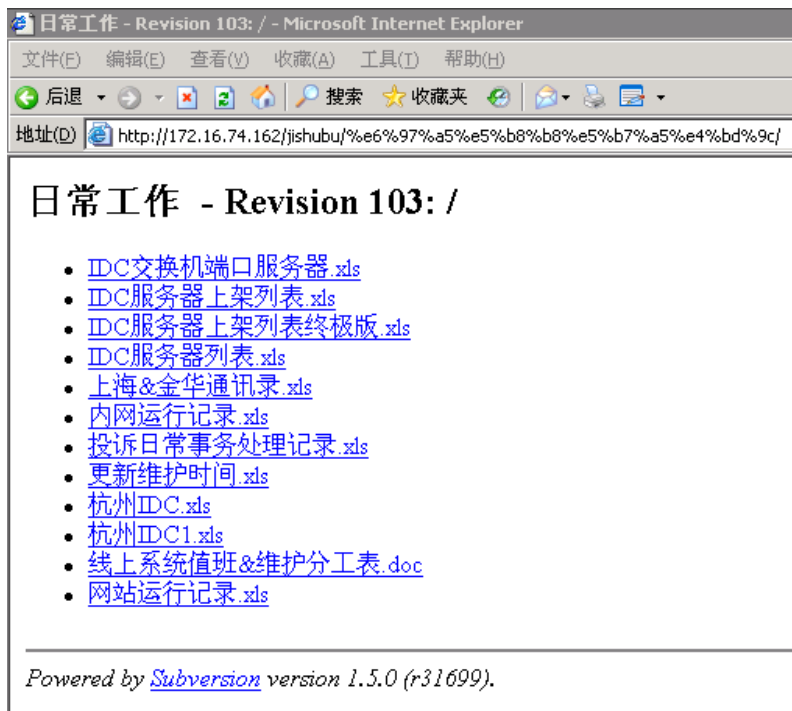 日常工作 - Revision 103: / - Microsoft Internet Explorer
文件(F) 编辑(E) 查看(V) 收藏(A) 工具(T) 帮助(H)
后退 搜索 收藏夹
地址(D) http://172.16.74.162/jishubu/%e6%97%a5%e5%b8%b8%e5%b7%a5%e4%bd%9c/
日常工作 - Revision 103: /
IDC交换机端口服务器.xls
IDC服务器上架列表.xls
IDC服务器上架列表终极版.xls
IDC服务器列表.xls
上海&金华通讯录.xls
内网运行记录.xls
投诉日常事务处理记录.xls
更新维护时间.xls
杭州IDC.xls
杭州IDC1.xls
线上系统值班&维护分工表.doc
网站运行记录.xls
Powered by Subversion version 1.5.0 (r31699).